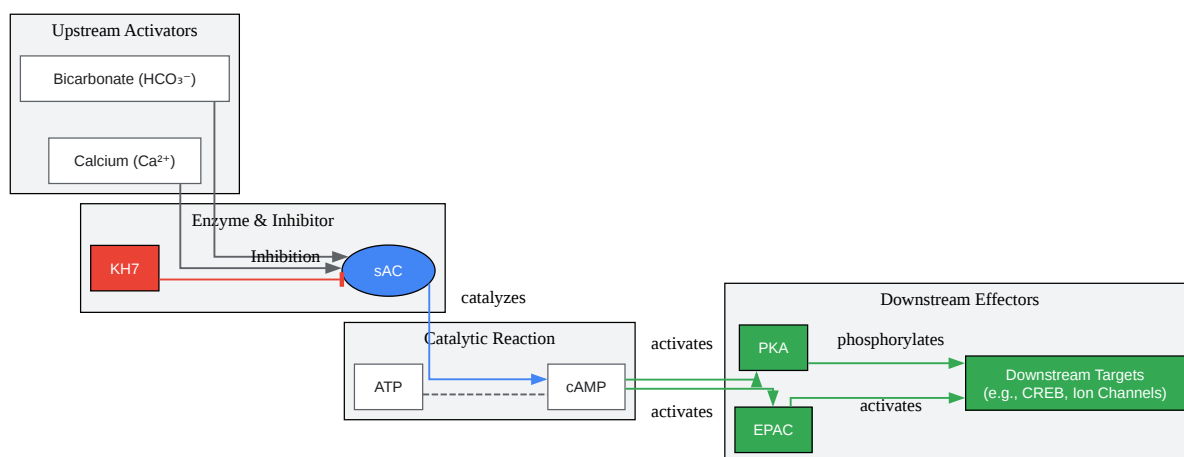 Upstream Activators
Bicarbonate (HCO₃⁻)
Calcium (Ca²⁺)
Enzyme & Inhibitor
KH7
Inhibition
sAC
catalyzes
Catalytic Reaction
ATP
cAMP
activates
activates
Downstream Effectors
PKA
phosphorylates
EPAC
activates
Downstream Targets
(e.g., CREB, Ion Channels)